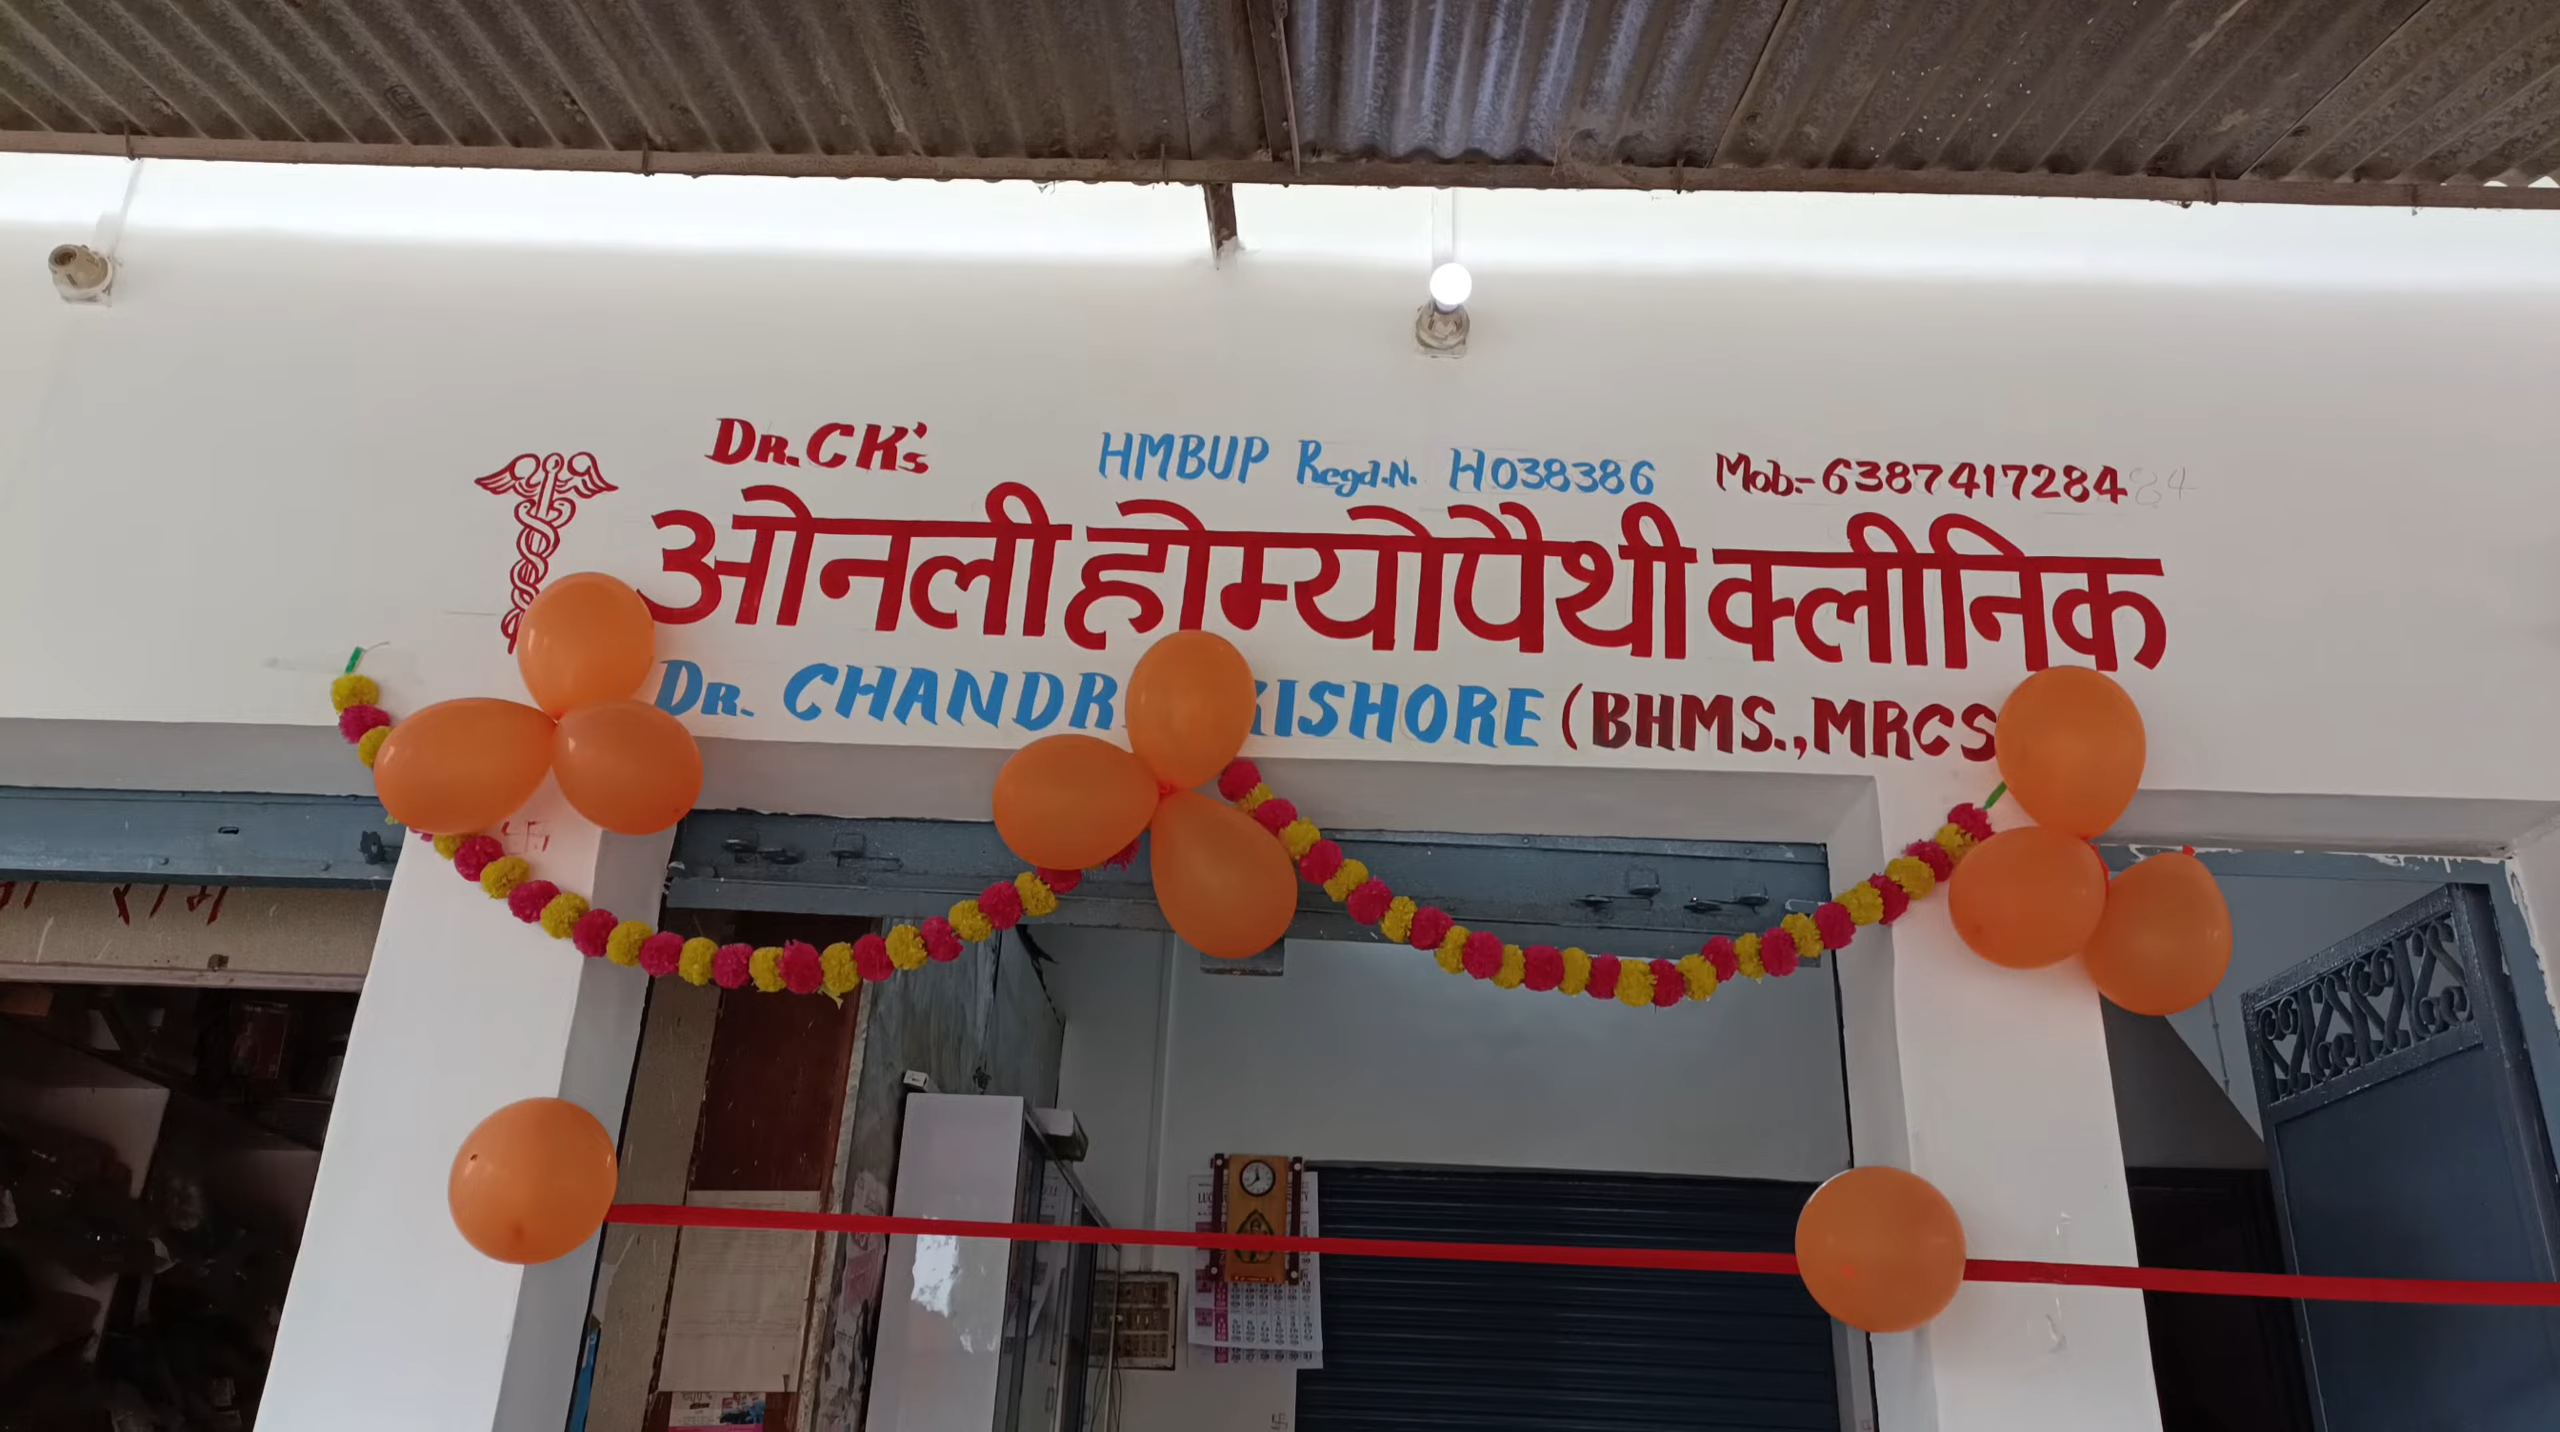 Dr. CK's HMBUP Regd.N. H038386 Mob:-6387417284
ओनली होम्योपैथी क्लीनिक
Dr. CHANDR KISHORE (BHMS.,MRCS